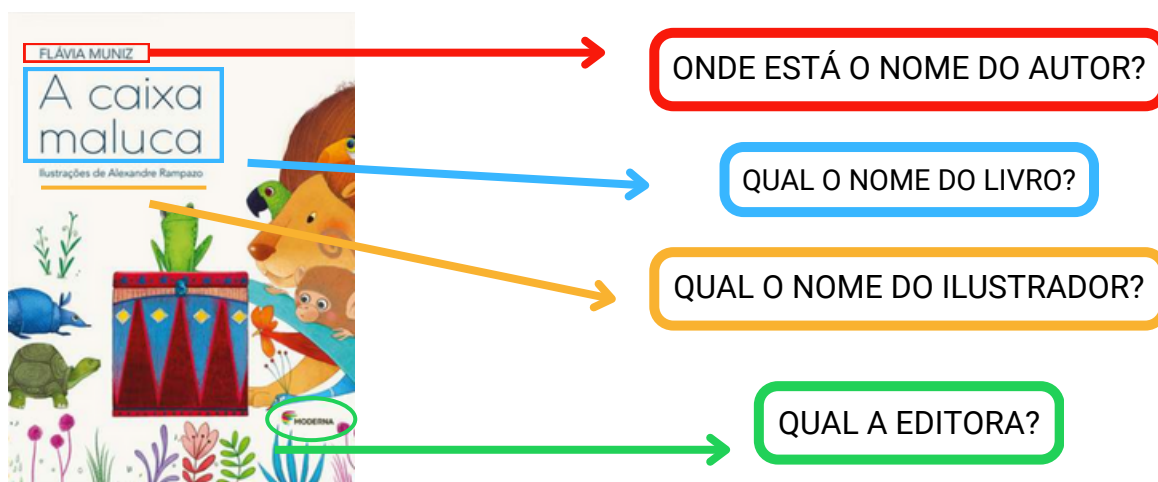 FLÁVIA MUNIZ
A caixa
maluca
Ilustrações de Alexandre Rampazo
MODERNA
ONDE ESTÁ O NOME DO AUTOR?
QUAL O NOME DO LIVRO?
QUAL O NOME DO ILUSTRADOR?
QUAL A EDITORA?